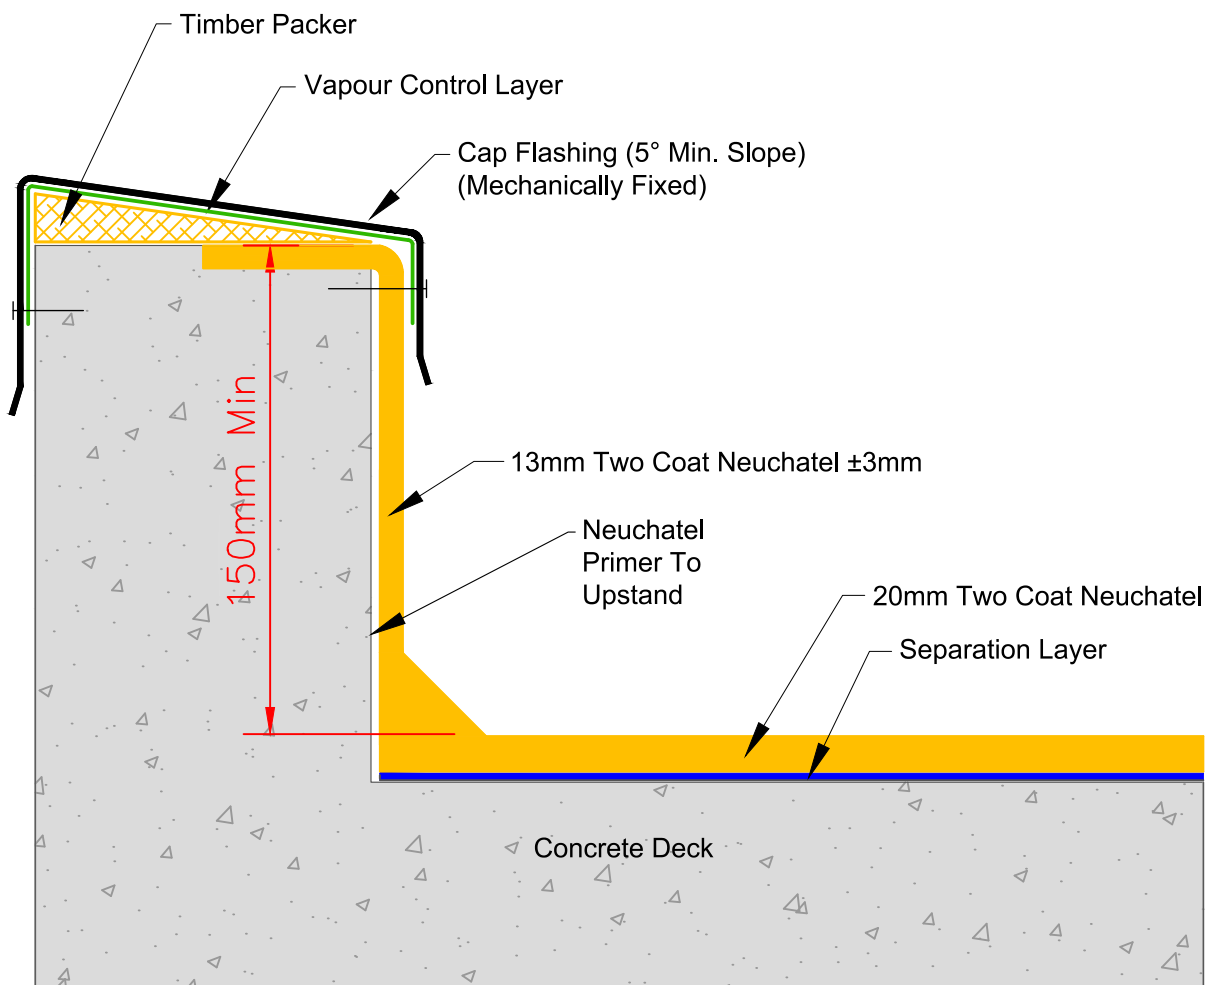 Timber Packer
Vapour Control Layer
Cap Flashing (5° Min. Slope)
(Mechanically Fixed)
150mm Min
13mm Two Coat Neuchatel ±3mm
Neuchatel
Primer To
Upstand
20mm Two Coat Neuchatel
Separation Layer
Concrete Deck